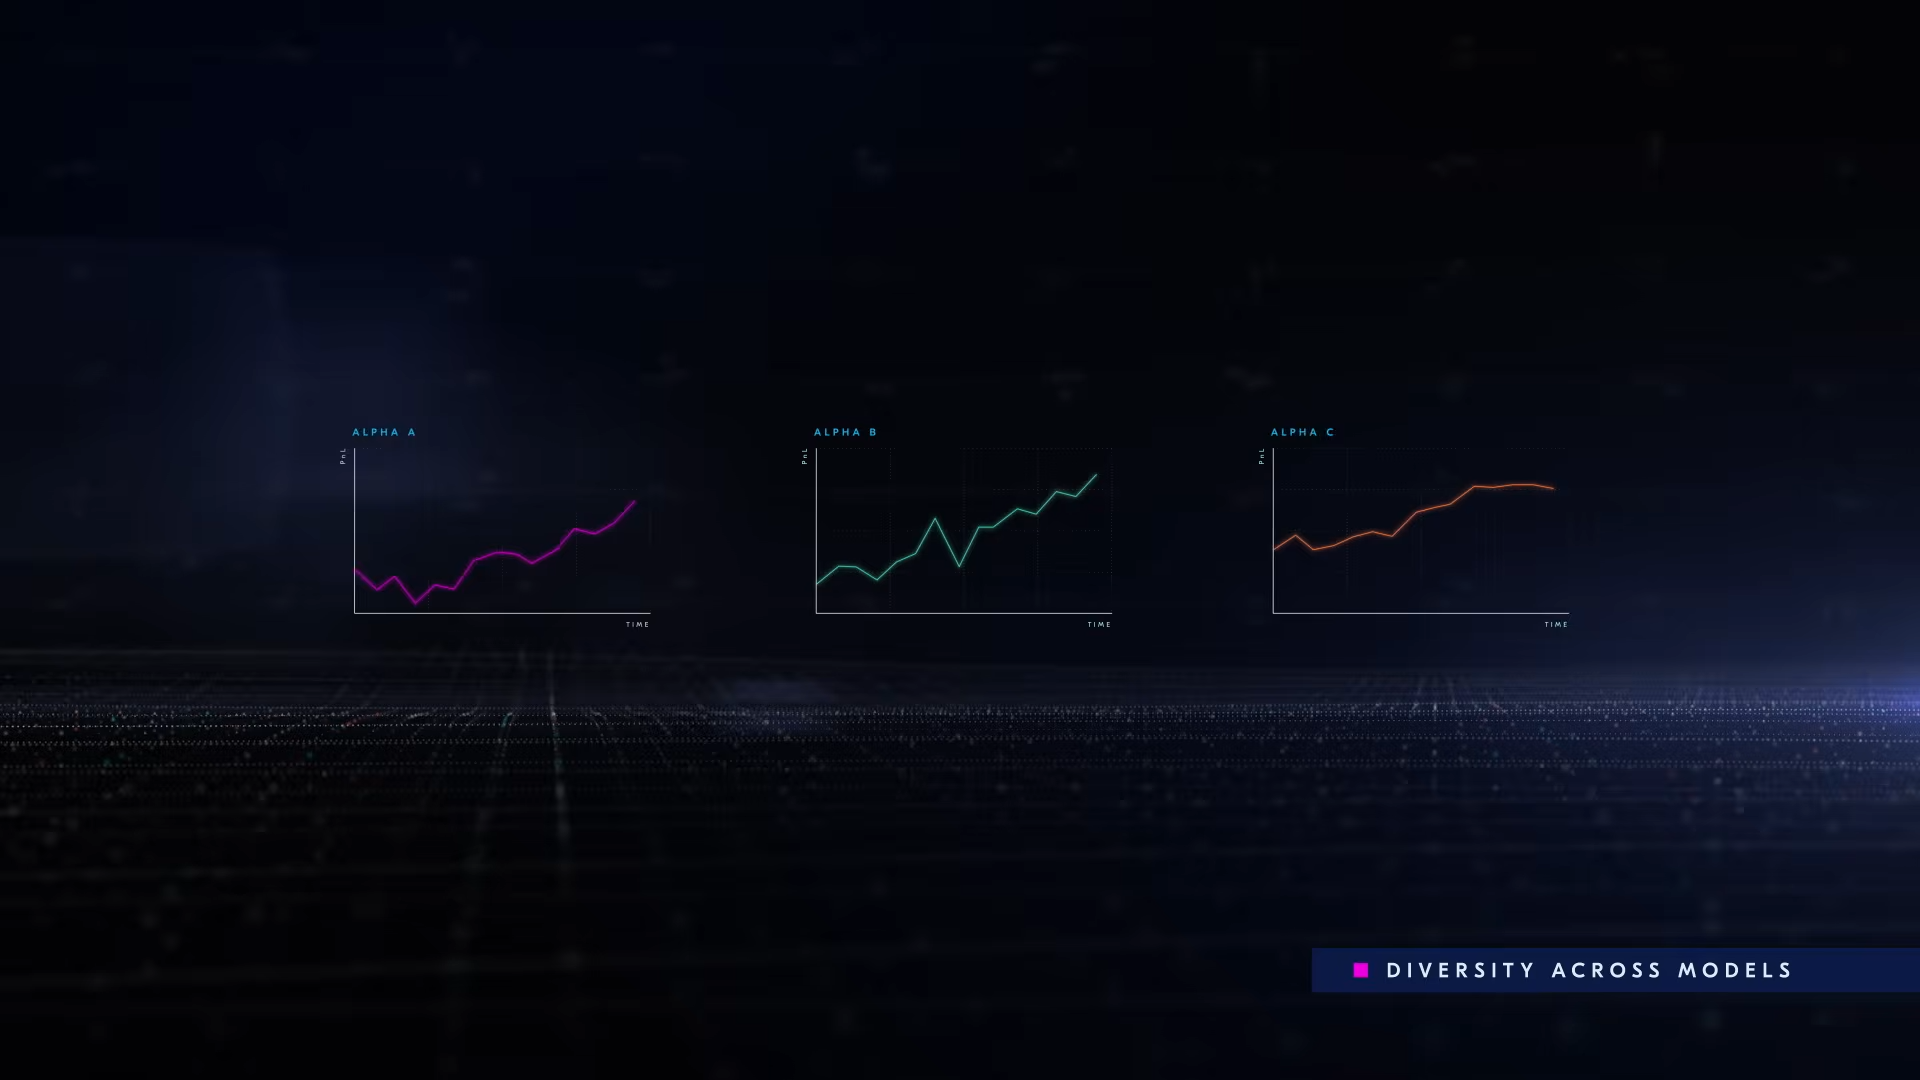 ALPHA A
PnL
TIME
ALPHA B
PnL
TIME
ALPHA C
PnL
TIME
DIVERSITY ACROSS MODELS